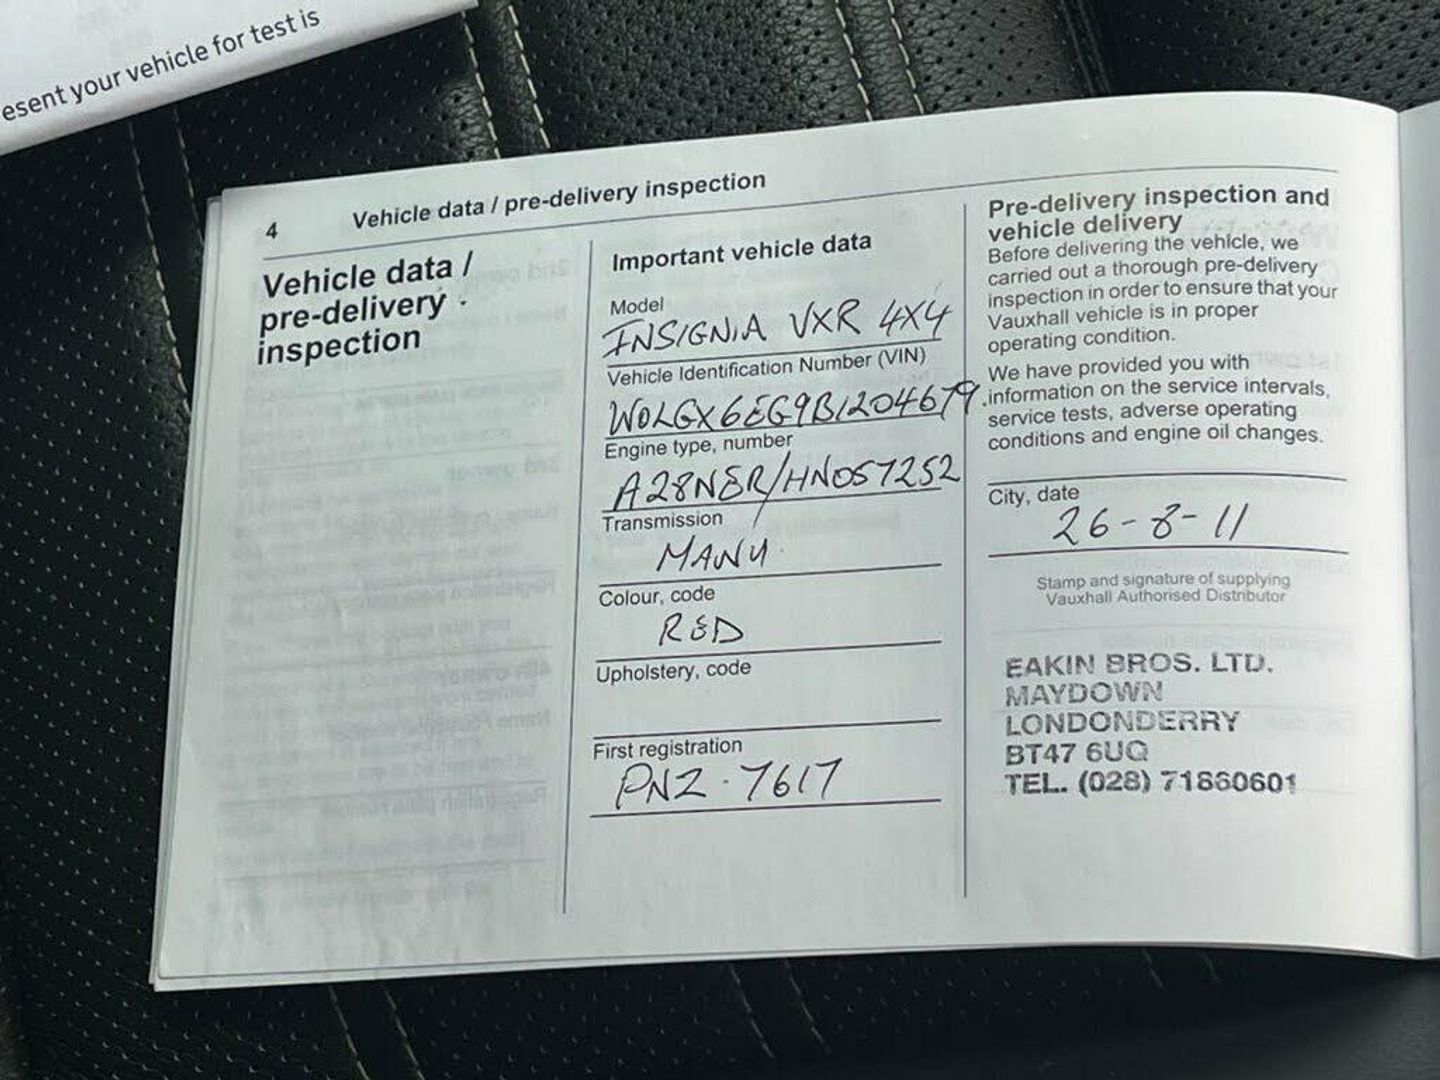 esent your vehicle for test is
4 Vehicle data / pre-delivery inspection
Vehicle data /
pre-delivery
inspection
Important vehicle data
Model
INSIGNIA VXR 4X4
Vehicle Identification Number (VIN)
W0LGX6EG9B1204679
Engine type, number
A28NER/HN057252
Transmission
MANU
Colour, code
RED
Upholstery, code
First registration
PNZ·7617
Pre-delivery inspection and
vehicle delivery
Before delivering the vehicle, we
carried out a thorough pre-delivery
inspection in order to ensure that your
Vauxhall vehicle is in proper
operating condition.
We have provided you with
information on the service intervals,
service tests, adverse operating
conditions and engine oil changes.
City, date
26-8-11
Stamp and signature of supplying
Vauxhall Authorised Distributor
EAKIN BROS. LTD.
MAYDOWN
LONDONDERRY
BT47 6UQ
TEL. (028) 71860601